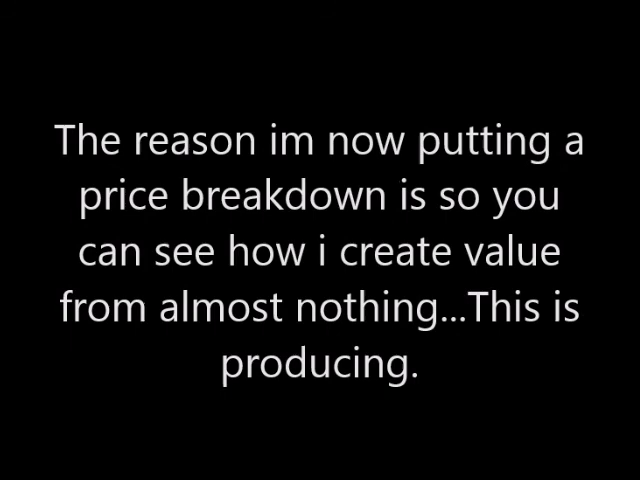 The reason im now putting a
price breakdown is so you
can see how i create value
from almost nothing...This is
producing.